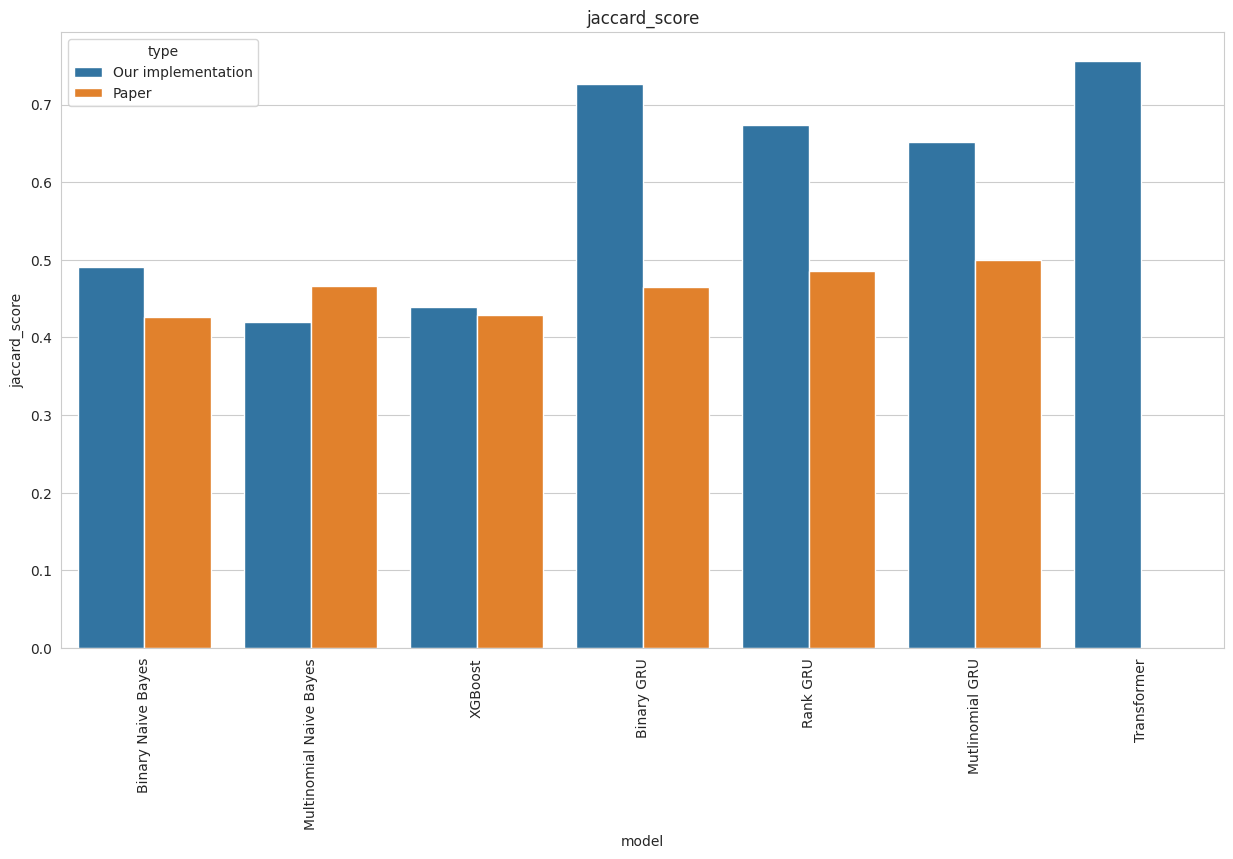 jaccard_score
type
Our implementation
Paper
jaccard_score
0.7
0.6
0.5
0.4
0.3
0.2
0.1
0.0
Binary Naive Bayes
Multinomial Naive Bayes
XGBoost
Binary GRU
Rank GRU
Mutlinomial GRU
Transformer
model